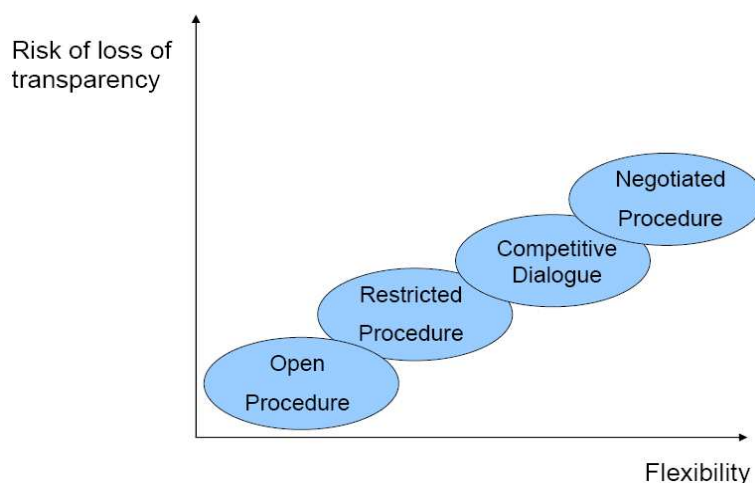 Risk of loss of
transparency
Negotiated
Procedure
Competitive
Dialogue
Restricted
Procedure
Open
Procedure
Flexibility